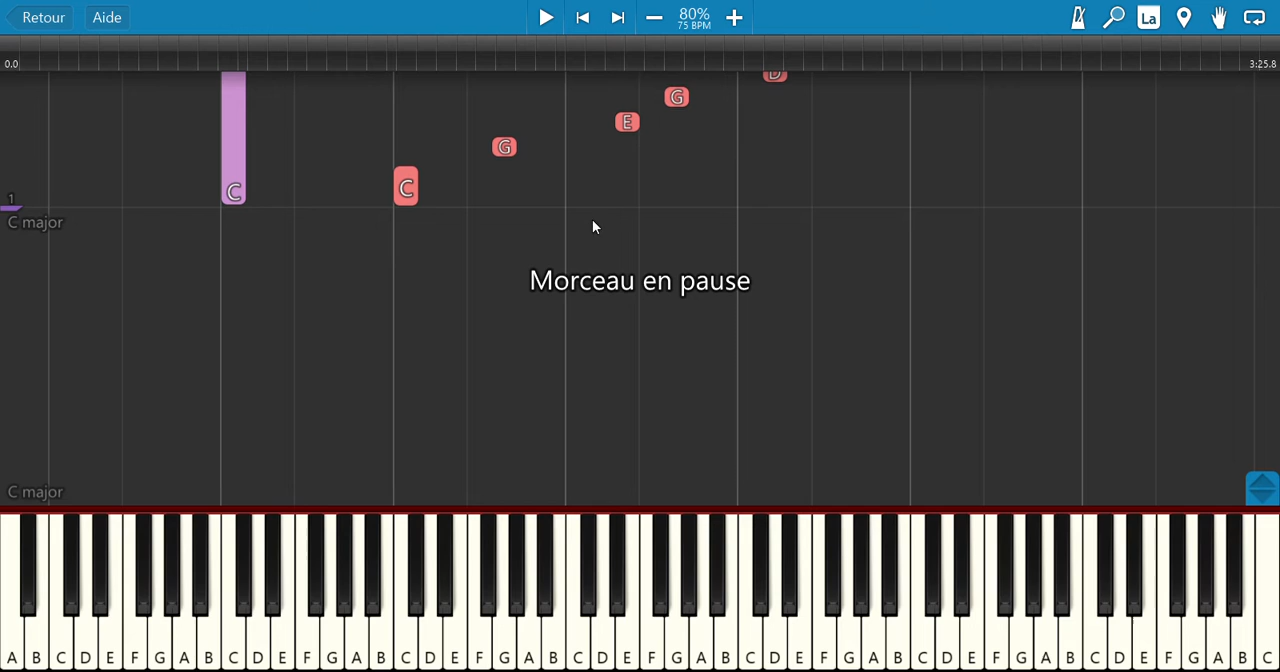 Retour Aide 80% La
75 BPM
0.0 3:25.8
D
G
E
G
C C
1
C major
Morceau en pause
C major
A B C D E F G A B C D E F G A B C D E F G A B C D E F G A B C D E F G A B C D E F G A B C D E F G A B C